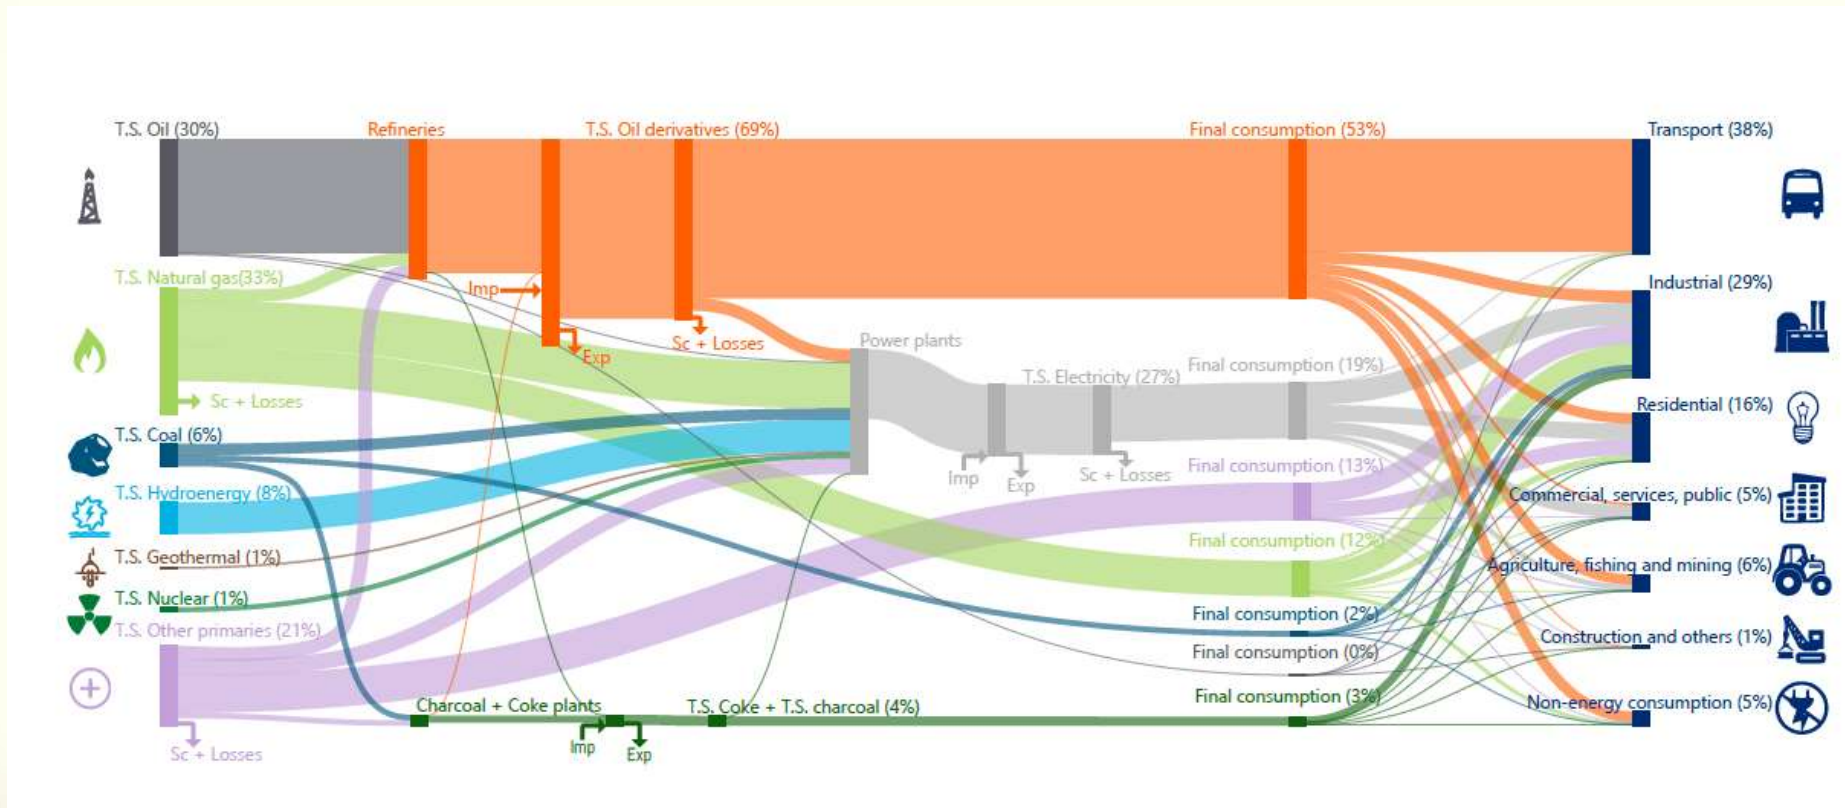 T.S. Oil (30%)
Refineries
T.S. Oil derivatives (69%)
Final consumption (53%)
Transport (38%)
T.S. Natural gas(33%)
Imp
Industrial (29%)
Exp
Sc + Losses
Power plants
Final consumption (19%)
T.S. Electricity (27%)
Sc + Losses
Residential (16%)
T.S. Coal (6%)
Final consumption (13%)
Imp
Exp
Sc + Losses
T.S. Hydroenergy (8%)
Commercial, services, public (5%)
Final consumption (12%)
T.S. Geothermal (1%)
Agriculture, fishing and mining (6%)
T.S. Nuclear (1%)
Final consumption (2%)
T.S. Other primaries (21%)
Construction and others (1%)
Final consumption (0%)
Final consumption (3%)
Charcoal + Coke plants
T.S. Coke + T.S. charcoal (4%)
Non-energy consumption (5%)
Imp
Exp
Sc + Losses